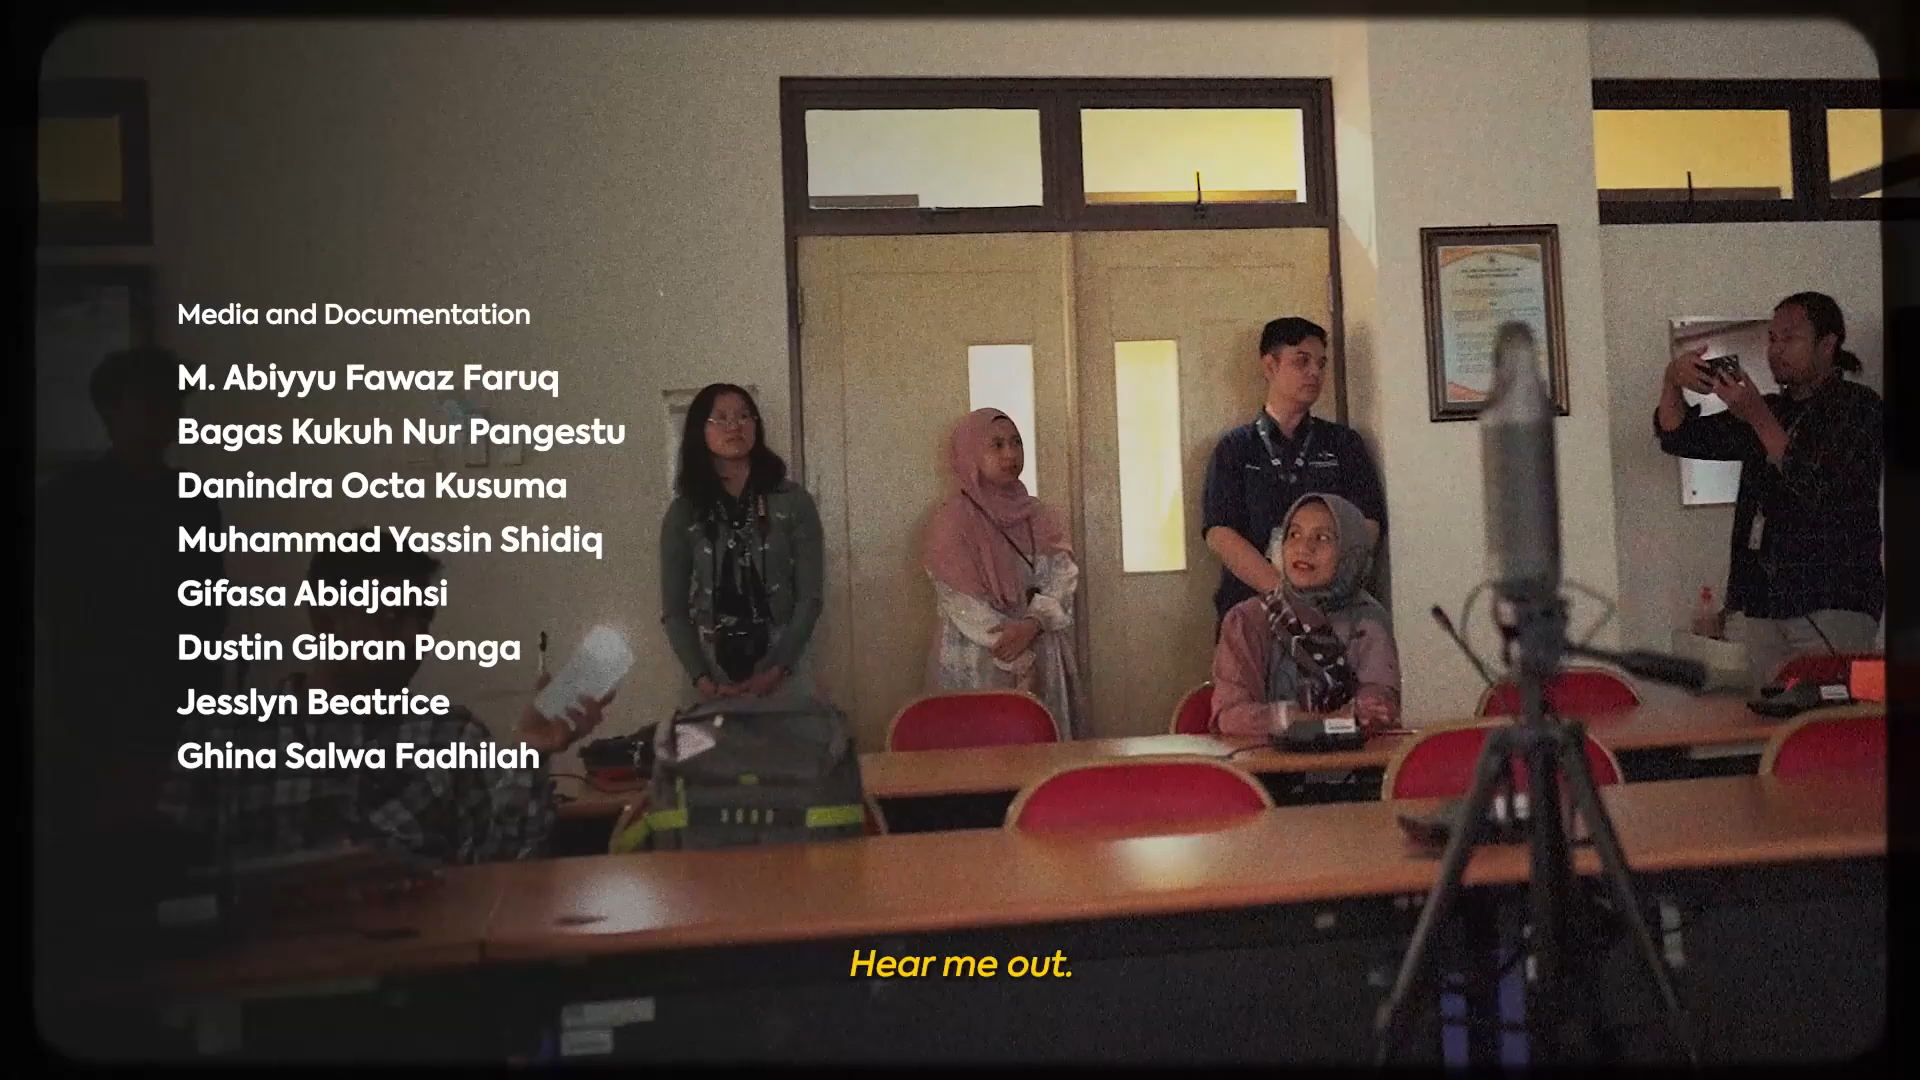 Media and Documentation
M. Abiyyu Fawaz Faruq
Bagas Kukuh Nur Pangestu
Danindra Octa Kusuma
Muhammad Yassin Shidiq
Gifasa Abidjahsi
Dustin Gibran Ponga
Jesslyn Beatrice
Ghina Salwa Fadhilah
Hear me out.